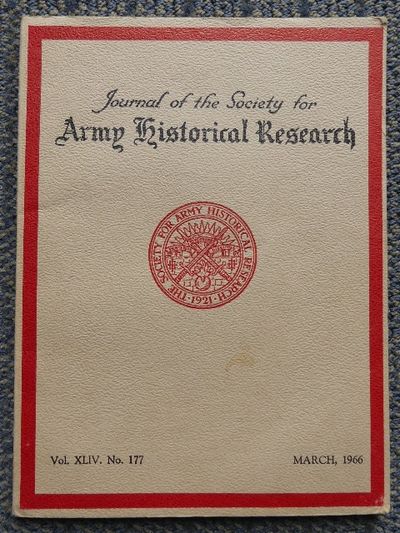 Journal of the Society for
Army Historical Research
THE SOCIETY FOR ARMY HISTORICAL RESEARCH
·1921·
Vol. XLIV. No. 177
MARCH, 1966